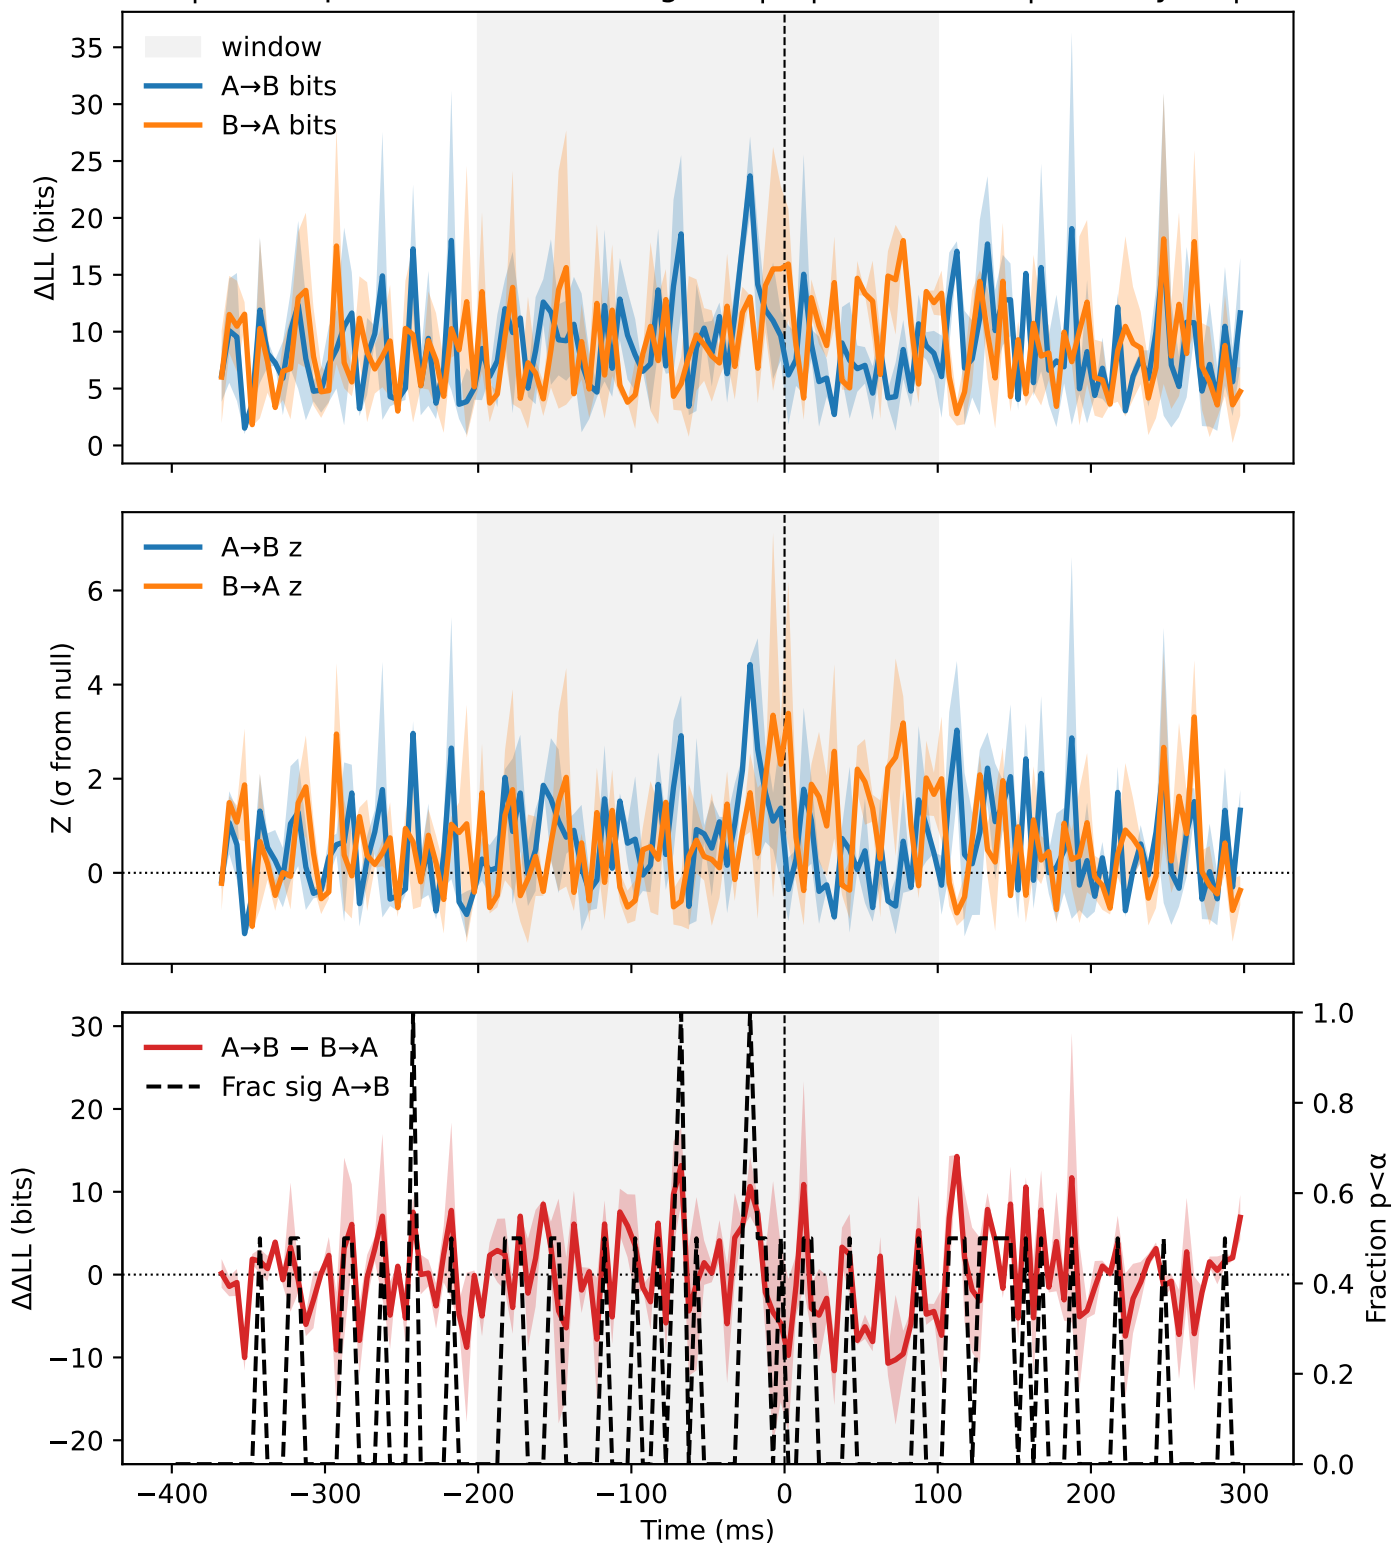 window
A→B bits
B→A bits
35
30
25
20
15
10
5
0
ΔLL (bits)
A→B z
B→A z
6
4
2
0
Z (σ from null)
A→B − B→A
Frac sig A→B
30
20
10
0
−10
−20
ΔΔLL (bits)
1.0
0.8
0.6
0.4
0.2
0.0
Fraction p<α
−400 −300 −200 −100 0 100 200 300
Time (ms)